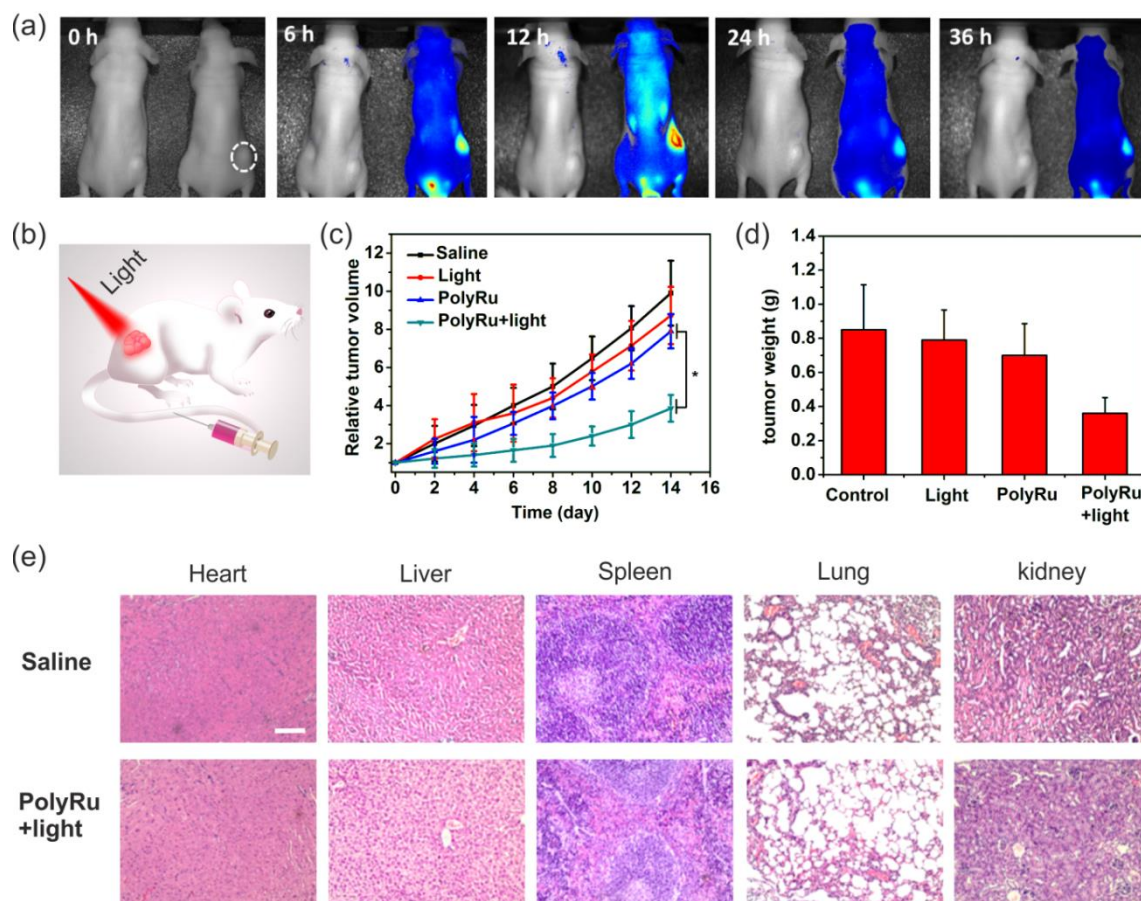 (a)
0 h
6 h
12 h
24 h
36 h
(b)
Light
(c)
Relative tumor volume
12
10
8
6
4
2
Saline
Light
PolyRu
PolyRu+light
*
0 2 4 6 8 10 12 14 16
Time (day)
(d)
toumor weight (g)
1.4
1.2
1.0
0.8
0.6
0.4
0.2
0.0
Control Light PolyRu PolyRu
+light
(e)
Heart Liver Spleen Lung kidney
Saline
PolyRu
+light